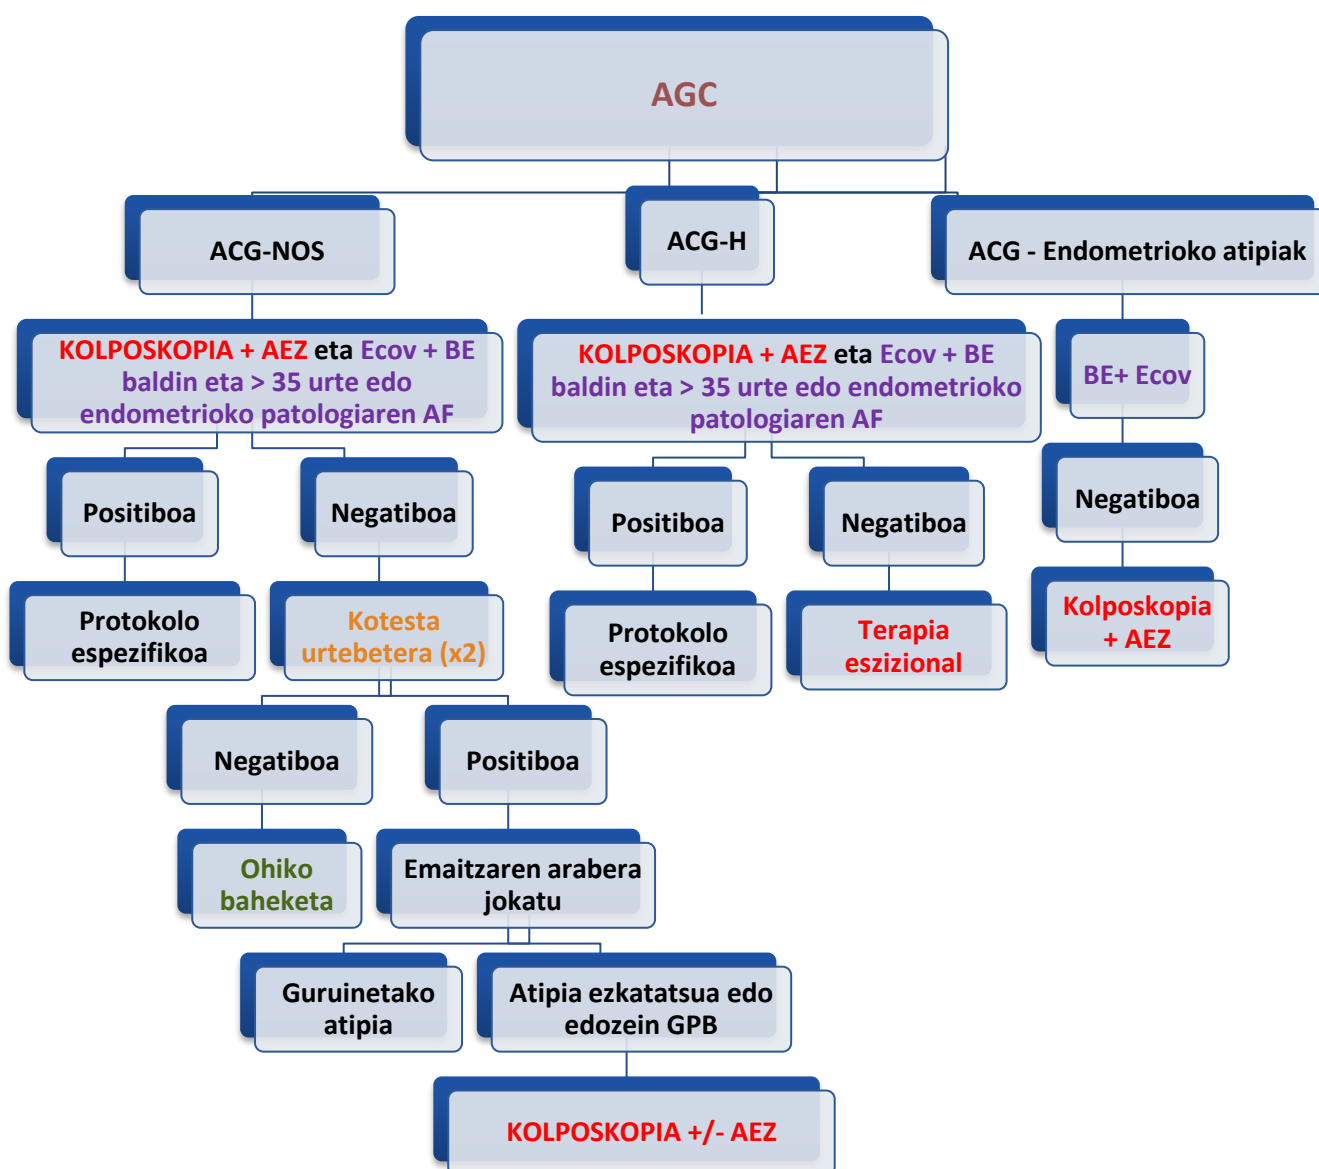 AGC
ACG-NOS
ACG-H
ACG - Endometrioko atipiak
KOLPOSKOPIA + AEZ eta Ecov + BE
baldin eta > 35 urte edo
endometrioko patologiaren AF
KOLPOSKOPIA + AEZ eta Ecov + BE
baldin eta > 35 urte edo endometrioko
patologiaren AF
BE+ Ecov
Positiboa
Negatiboa
Positiboa
Negatiboa
Negatiboa
Protokolo
espezifikoa
Kotesta
urtebetera (x2)
Protokolo
espezifikoa
Terapia
eszizional
Kolposkopia
+ AEZ
Negatiboa
Positiboa
Ohiko
baheketa
Emaitzaren arabera
jokatu
Guruinetako
atipia
Atipia ezkatatsua edo
edozein GPB
KOLPOSKOPIA +/- AEZ